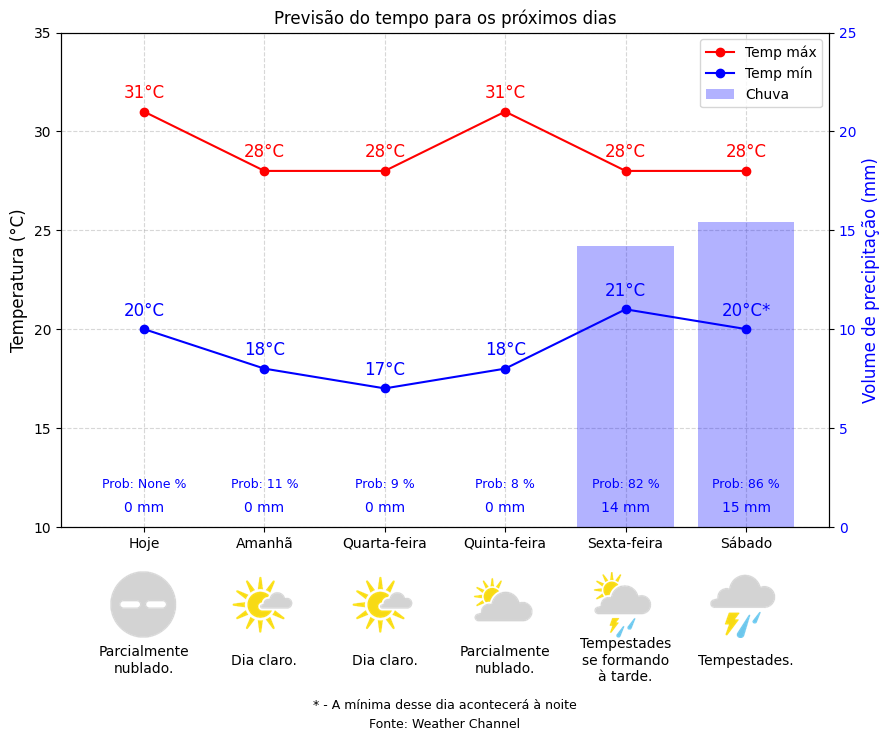 Previsão do tempo para os próximos dias
35
30
25
20
15
10
Temperatura (°C)
25
20
15
10
5
0
Volume de precipitação (mm)
Temp máx
Temp mín
Chuva
31°C
28°C
28°C
31°C
28°C
28°C
20°C
18°C
17°C
18°C
21°C
20°C*
Prob: None %
Prob: 11 %
Prob: 9 %
Prob: 8 %
Prob: 82 %
Prob: 86 %
0 mm
0 mm
0 mm
0 mm
14 mm
15 mm
Hoje
Amanhã
Quarta-feira
Quinta-feira
Sexta-feira
Sábado
Parcialmente
nublado.
Dia claro.
Dia claro.
Parcialmente
nublado.
Tempestades
se formando
à tarde.
Tempestades.
* - A mínima desse dia acontecerá à noite
Fonte: Weather Channel